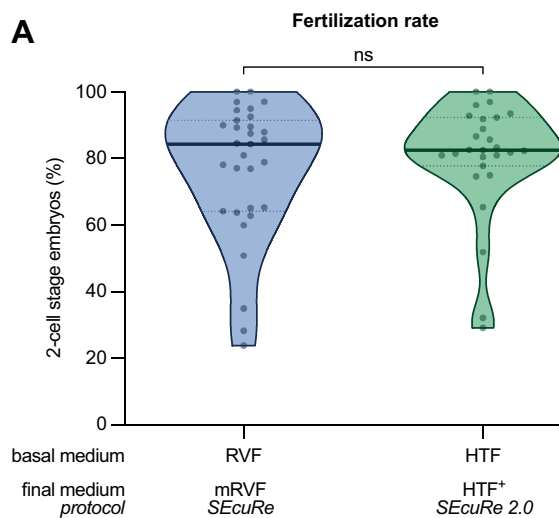 A
Fertilization rate
ns
2-cell stage embryos (%)
100
80
60
40
20
0
basal medium RVF HTF
final medium mRVF HTF⁺
protocol SEcuRe SEcuRe 2.0